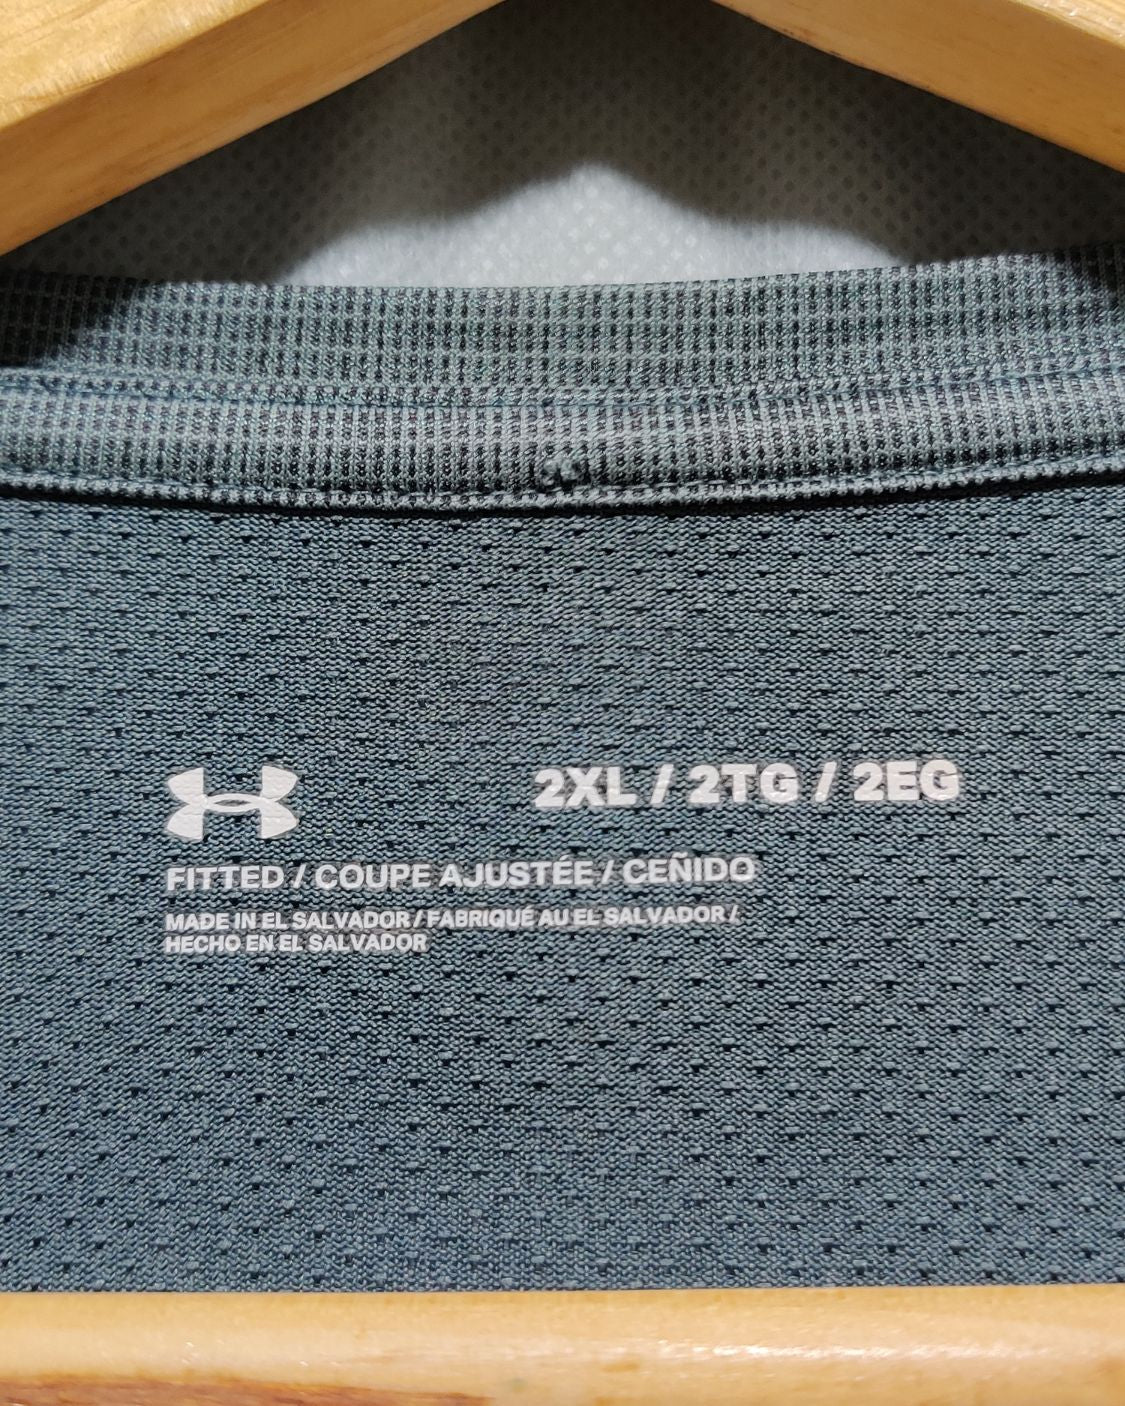 2XL / 2TG / 2EG
FITTED / COUPE AJUSTÉE / CEÑIDO
MADE IN EL SALVADOR / FABRIQUÉ AU EL SALVADOR /
HECHO EN EL SALVADOR